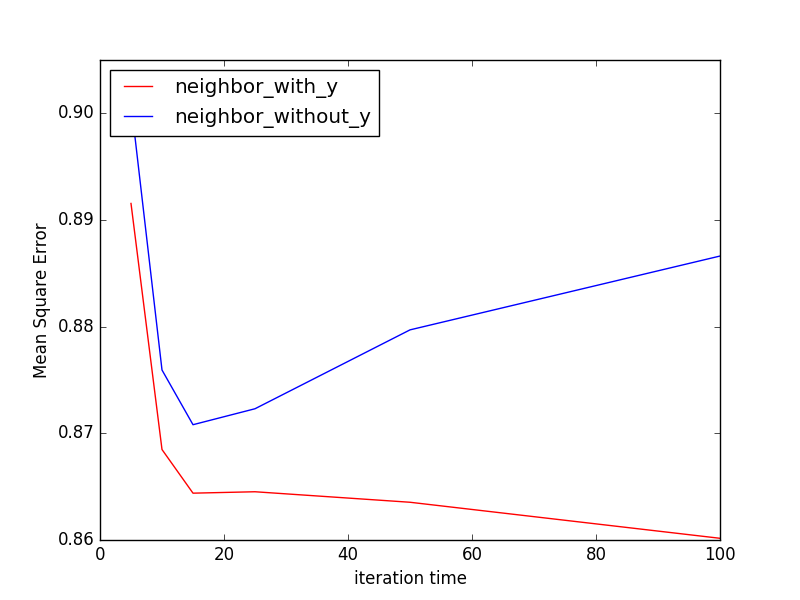 neighbor_with_y
neighbor_without_y
0.90
0.89
0.88
0.87
0.86
Mean Square Error
0 20 40 60 80 100
iteration time